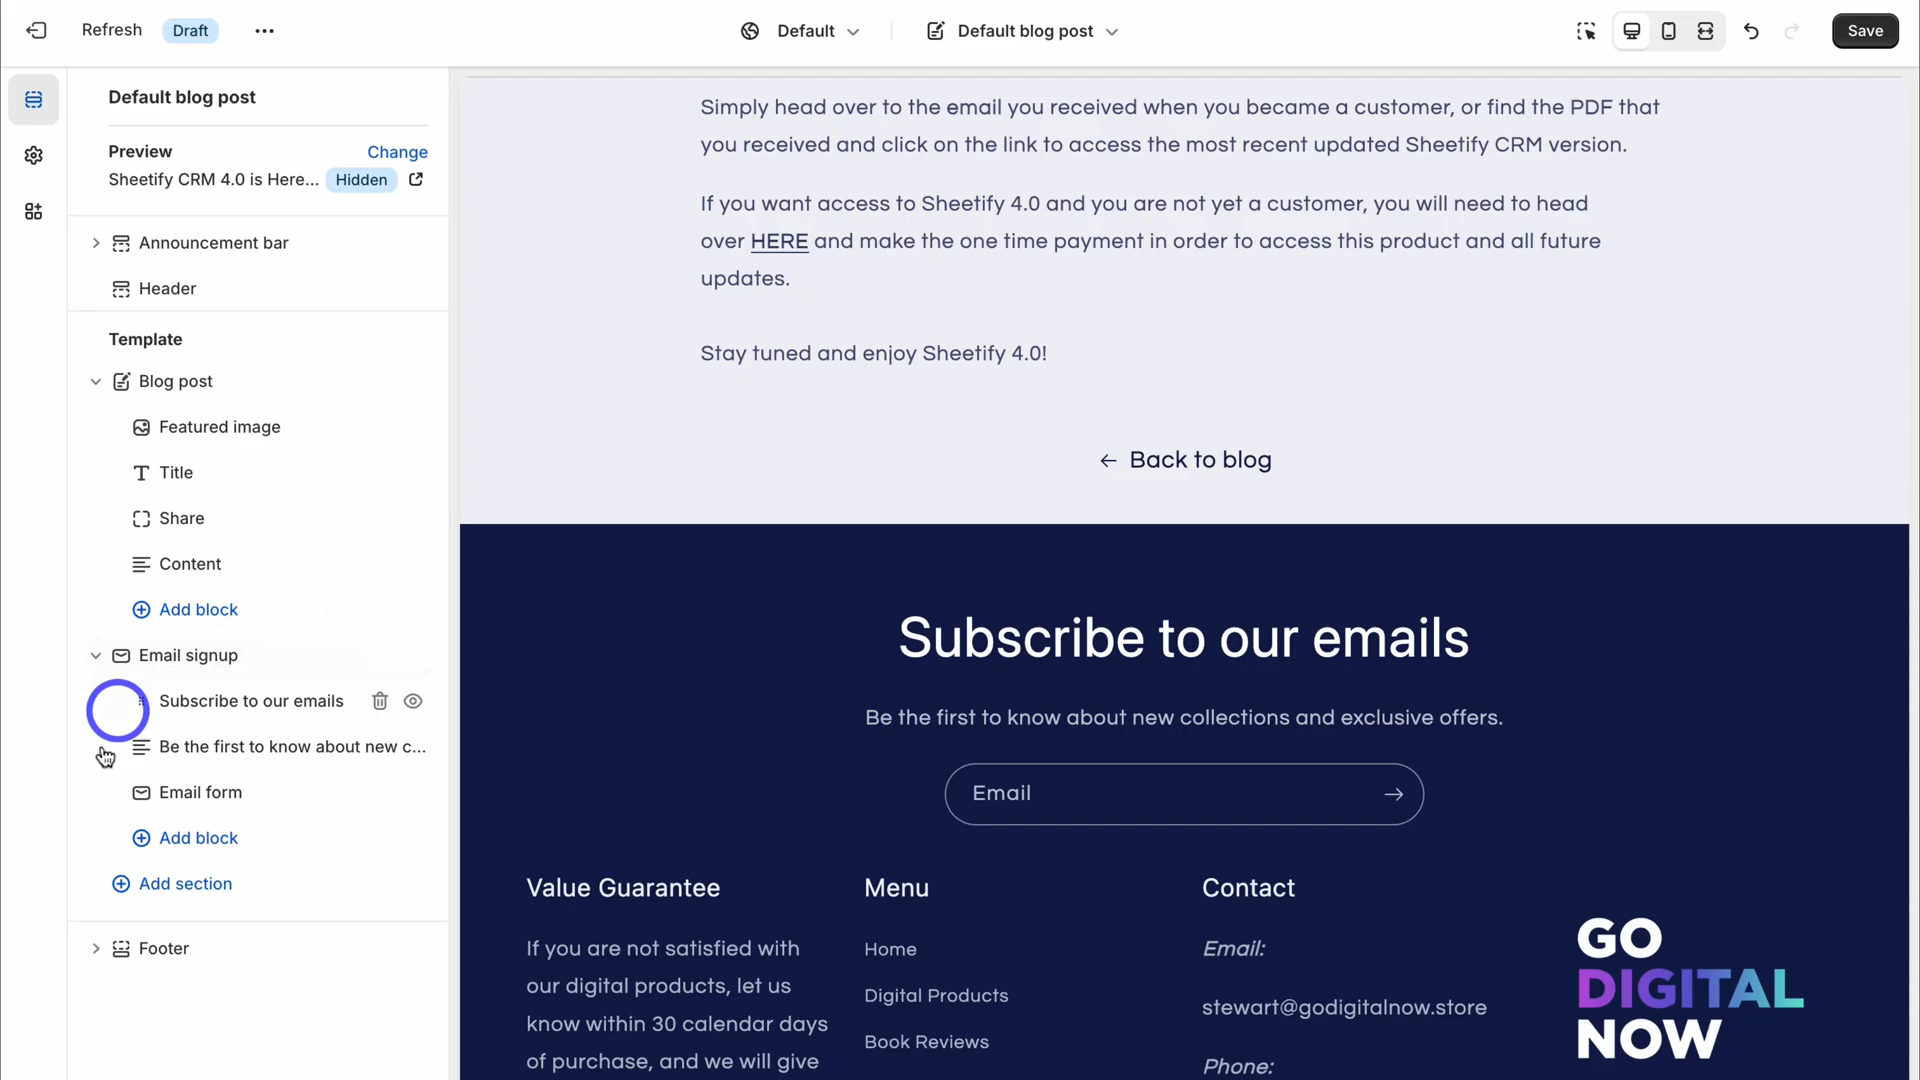 Refresh
Draft
Default
Default blog post
Save
Default blog post
Preview
Change
Sheetify CRM 4.0 is Here...
Hidden
Announcement bar
Header
Template
Blog post
Featured image
Title
Share
Content
Add block
Email signup
Subscribe to our emails
Be the first to know about new c...
Email form
Add block
Add section
Footer
Simply head over to the email you received when you became a customer, or find the PDF that
you received and click on the link to access the most recent updated Sheetify CRM version.
If you want access to Sheetify 4.0 and you are not yet a customer, you will need to head
over HERE and make the one time payment in order to access this product and all future
updates.
Stay tuned and enjoy Sheetify 4.0!
← Back to blog
Subscribe to our emails
Be the first to know about new collections and exclusive offers.
Email
Value Guarantee
If you are not satisfied with
our digital products, let us
know within 30 calendar days
of purchase, and we will give
Menu
Home
Digital Products
Book Reviews
Contact
Email:
stewart@godigitalnow.store
Phone:
GO
DIGITAL
NOW